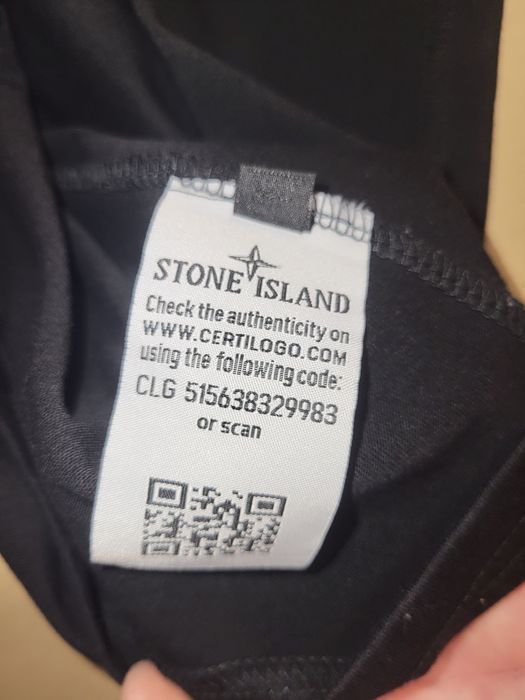 STONE ISLAND
Check the authenticity on
WWW.CERTILOGO.COM
using the following code:
CLG 515638329983
or scan